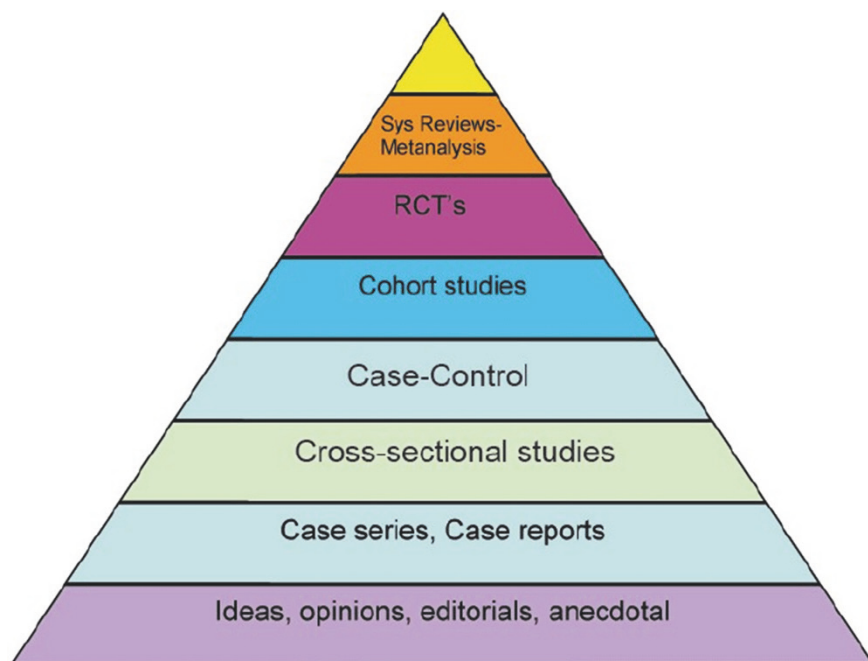 Sys Reviews-
Metanalysis
RCT's
Cohort studies
Case-Control
Cross-sectional studies
Case series, Case reports
Ideas, opinions, editorials, anecdotal